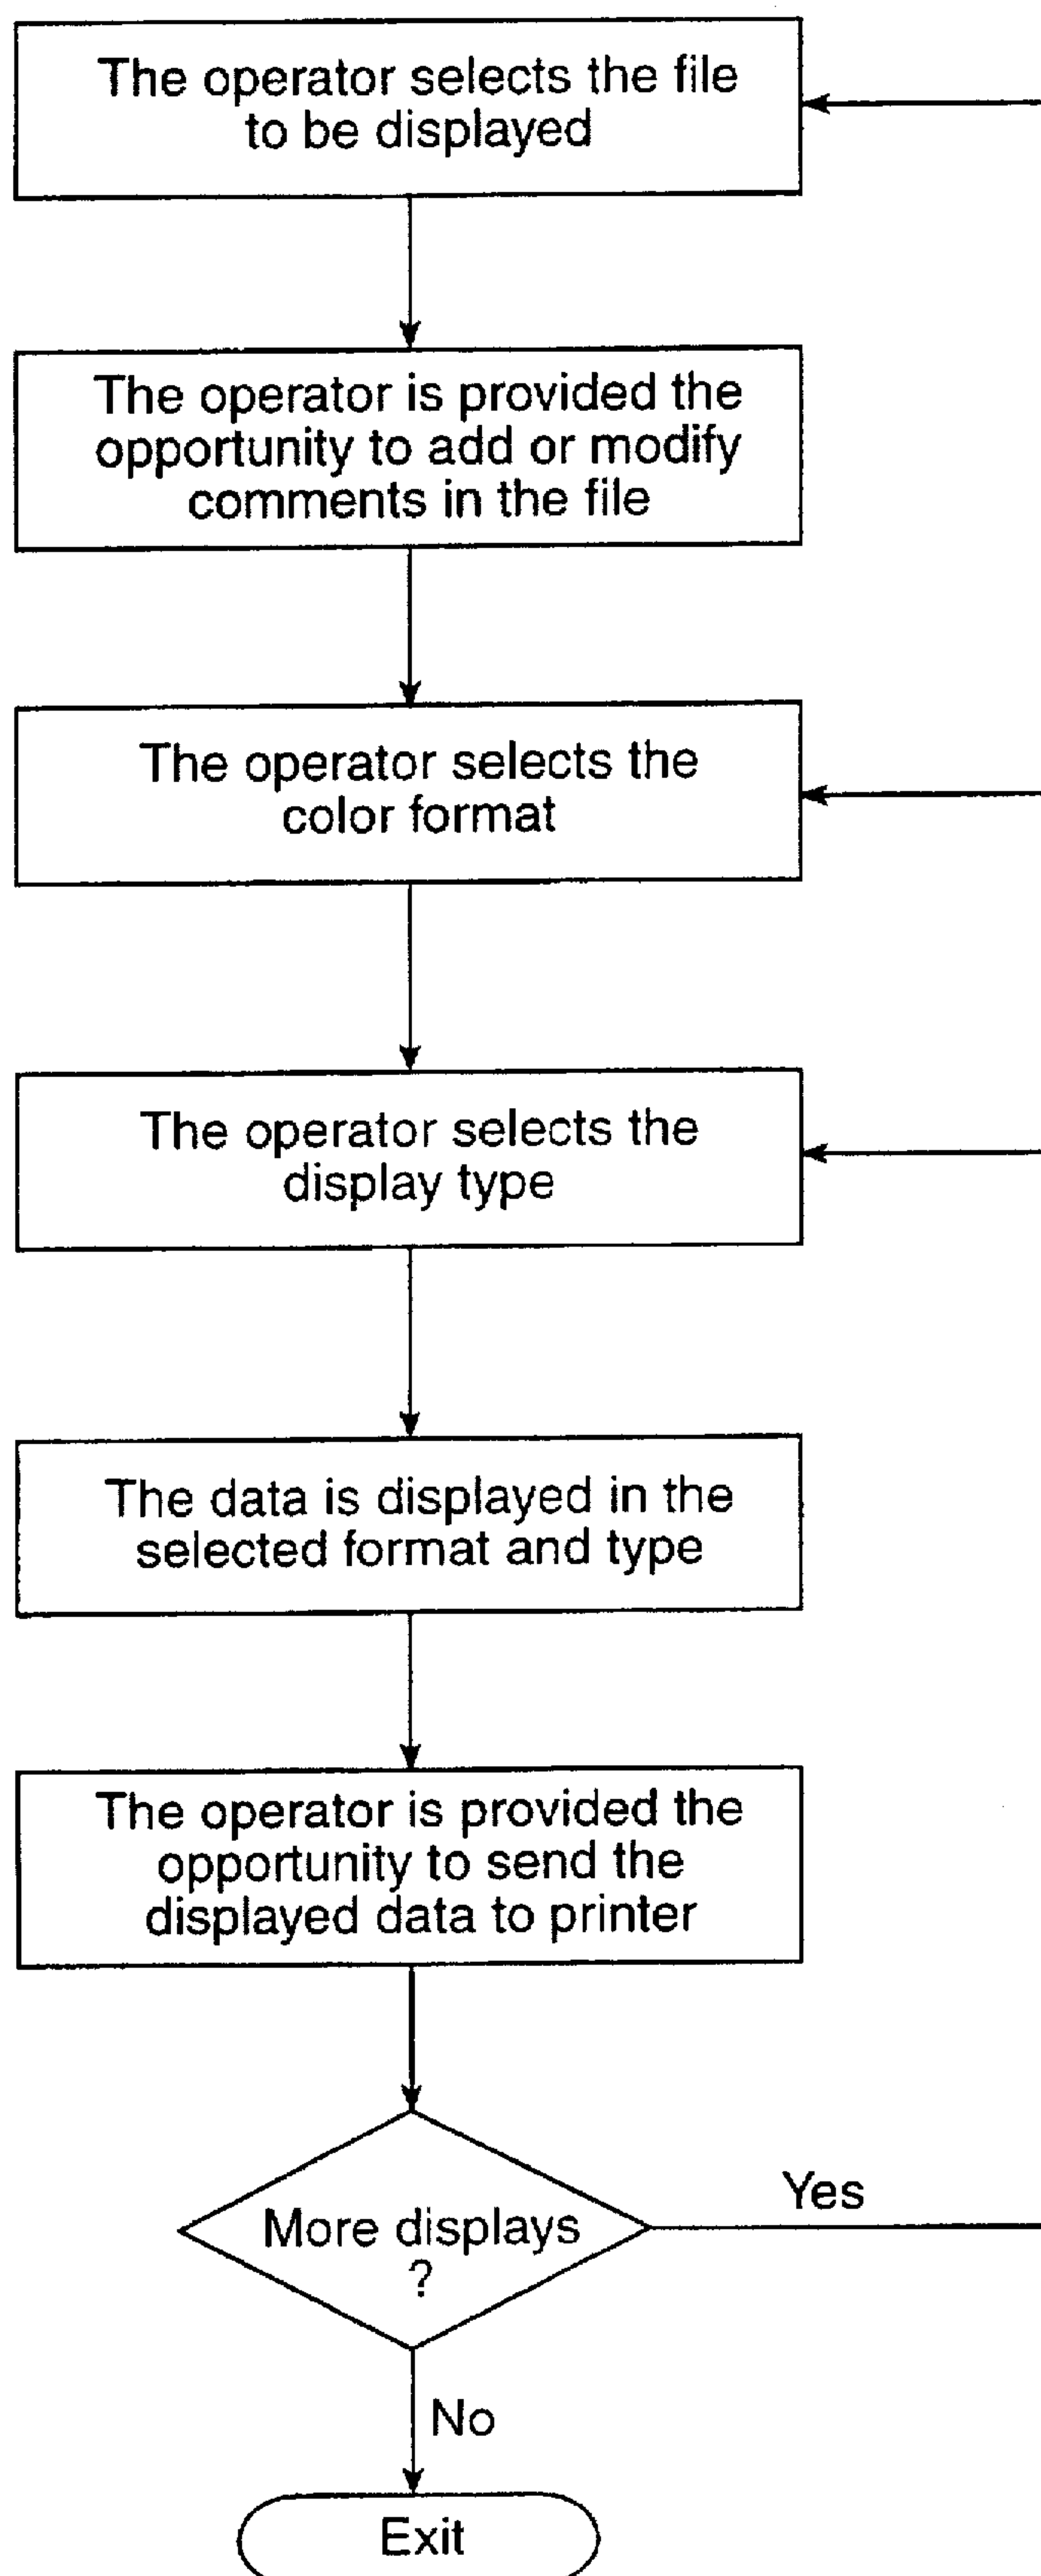 The operator selects the file
to be displayed
The operator is provided the
opportunity to add or modify
comments in the file
The operator selects the
color format
The operator selects the
display type
The data is displayed in the
selected format and type
The operator is provided the
opportunity to send the
displayed data to printer
More displays
?
Yes
No
Exit